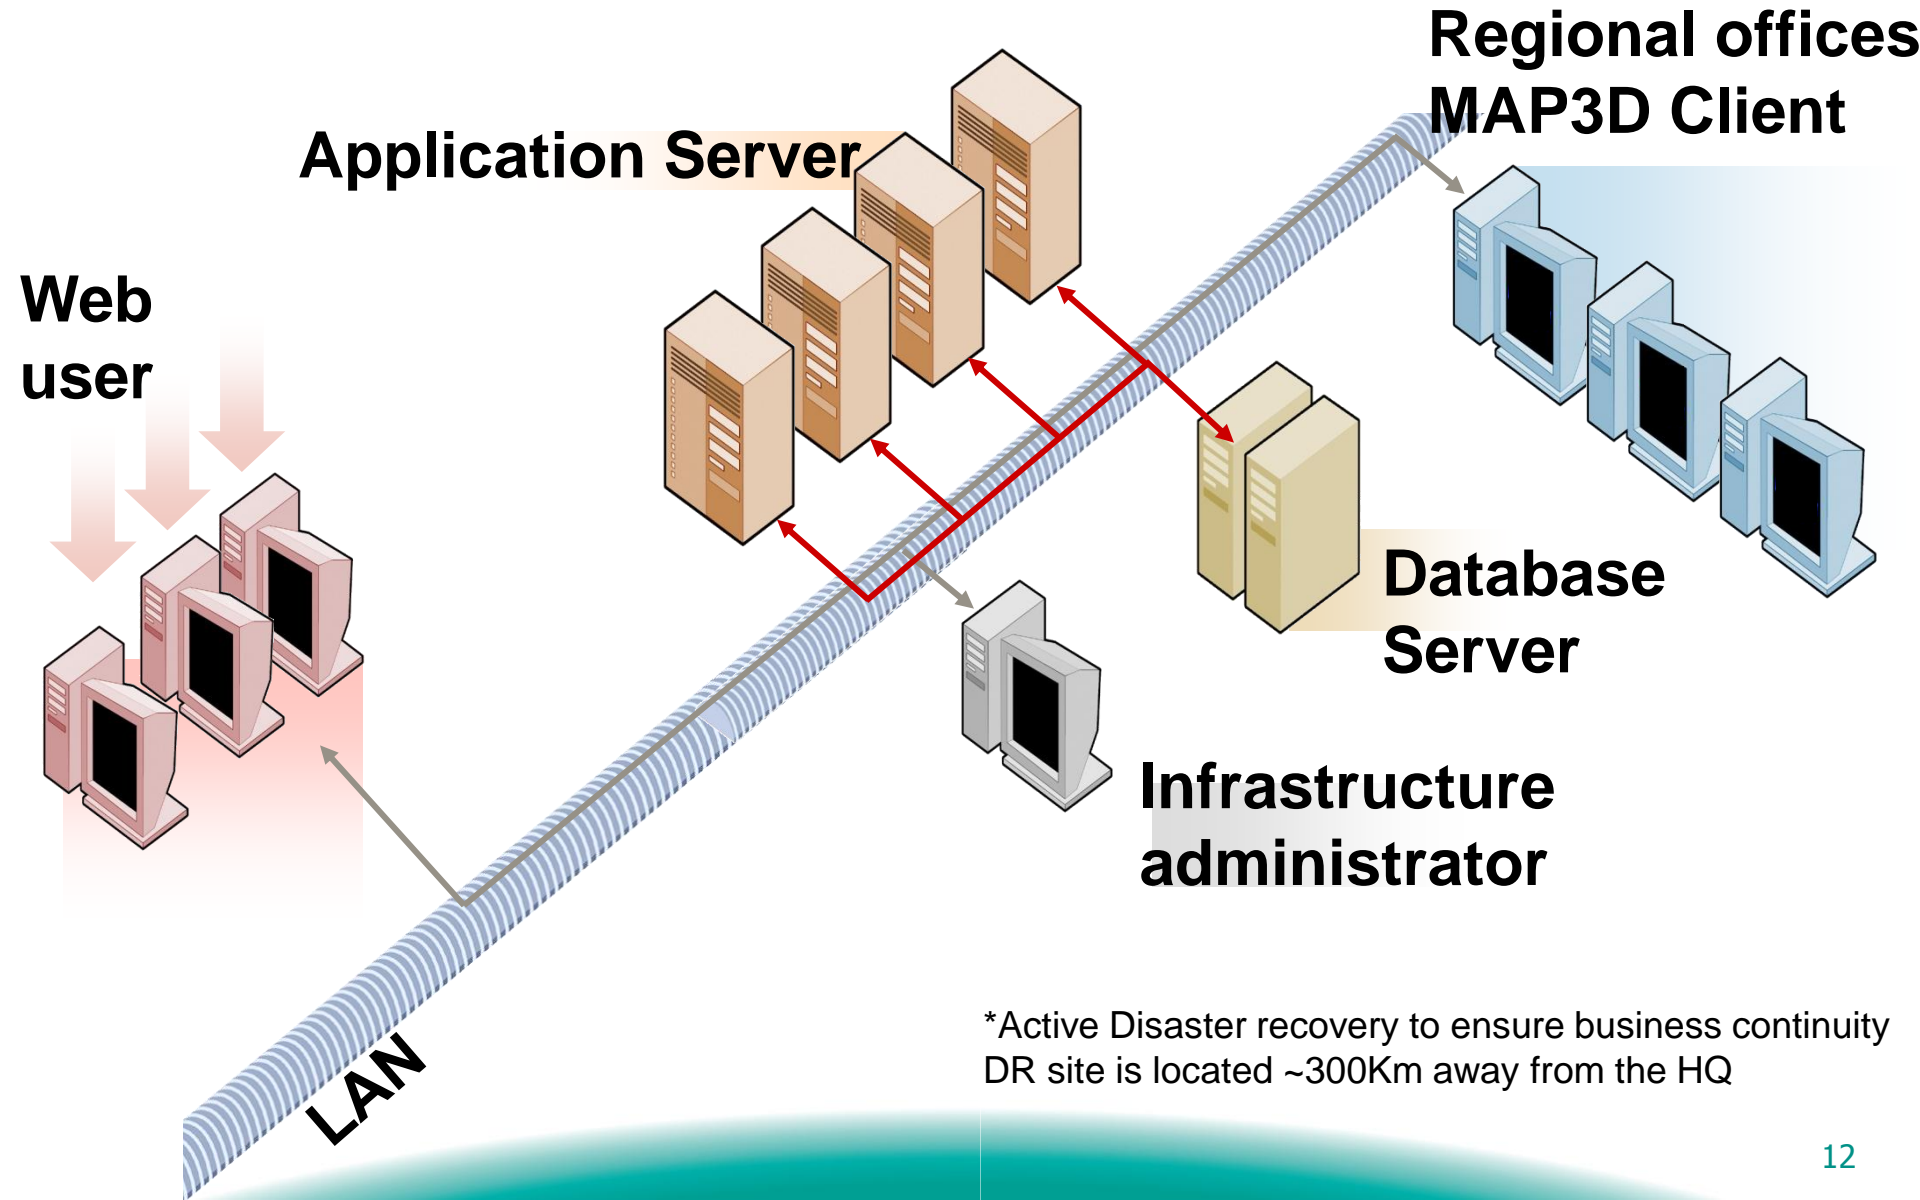 Regional offices
MAP3D Client
Application Server
Web
user
Database
Server
Infrastructure
administrator
LAN
*Active Disaster recovery to ensure business continuity
DR site is located ~300Km away from the HQ
12